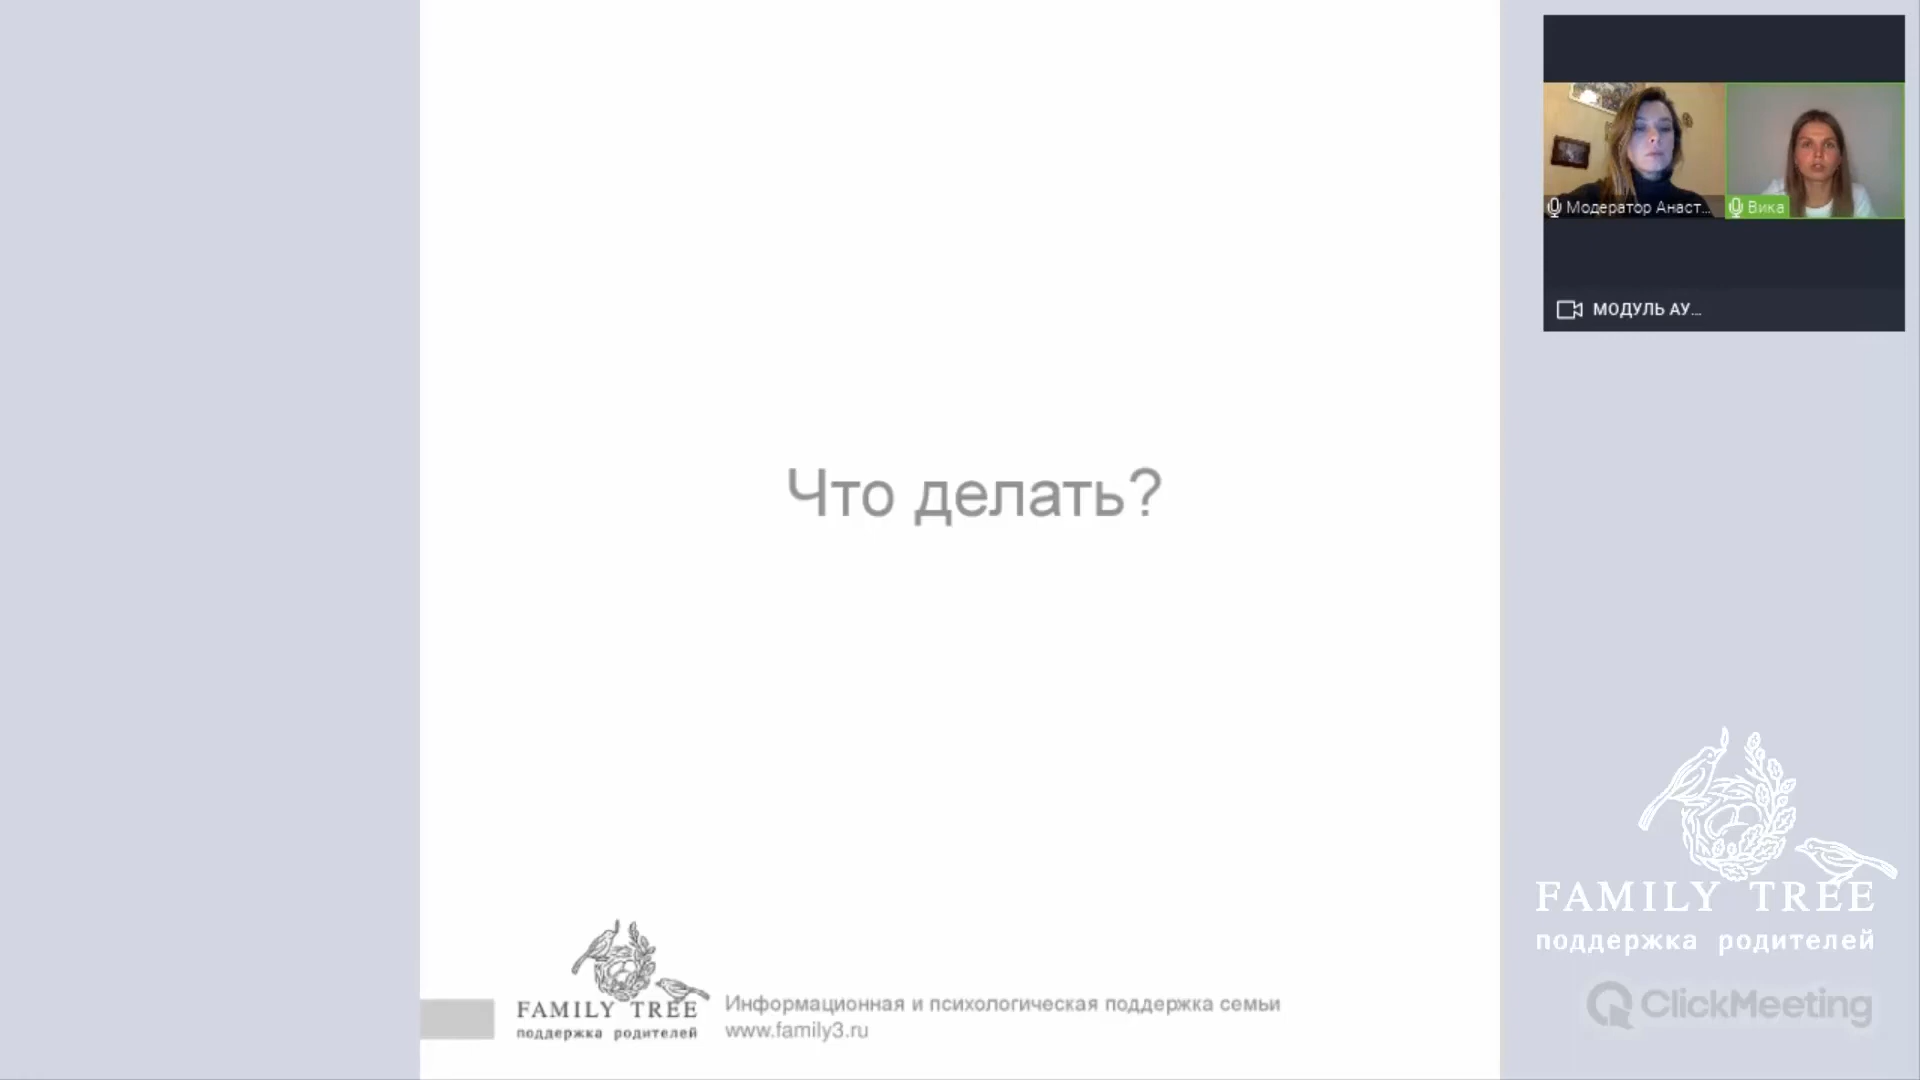 Что делать?
FAMILY TREE
поддержка родителей
Информационная и психологическая поддержка семьи
www.family3.ru
Модератор Анаст...
Вика
МОДУЛЬ АУ...
FAMILY TREE
поддержка родителей
ClickMeeting